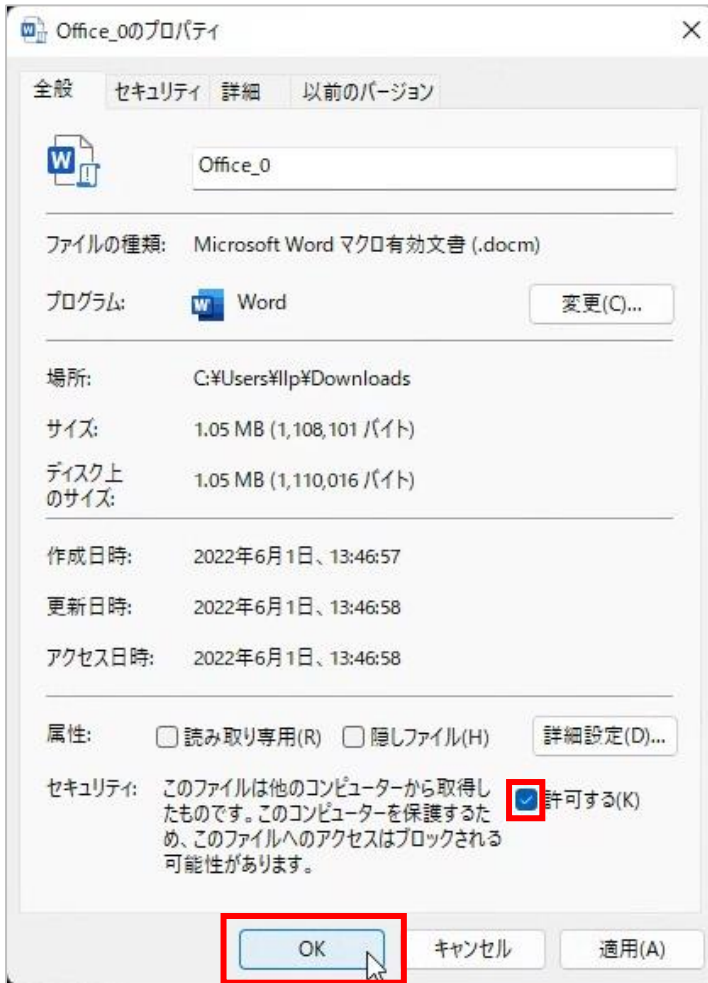 Office_0のプロパティ
全般 セキュリティ 詳細 以前のバージョン
Office_0
ファイルの種類: Microsoft Word マクロ有効文書 (.docm)
プログラム: Word 変更(C)...
場所: C:¥Users¥llp¥Downloads
サイズ: 1.05 MB (1,108,101 バイト)
ディスク上
のサイズ: 1.05 MB (1,110,016 バイト)
作成日時: 2022年6月1日、13:46:57
更新日時: 2022年6月1日、13:46:58
アクセス日時: 2022年6月1日、13:46:58
属性: 読み取り専用(R) 隠しファイル(H) 詳細設定(D)...
セキュリティ: このファイルは他のコンピューターから取得し
たものです。このコンピューターを保護するた
め、このファイルへのアクセスはブロックされる
可能性があります。
許可する(K)
OK キャンセル 適用(A)